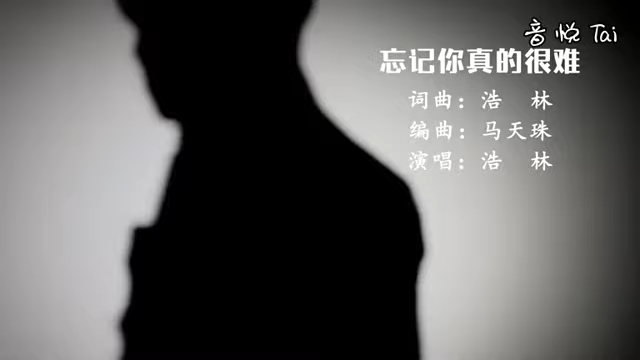 音悦Tai
忘记你真的很难
词曲：浩 林
编曲：马天珠
演唱：浩 林